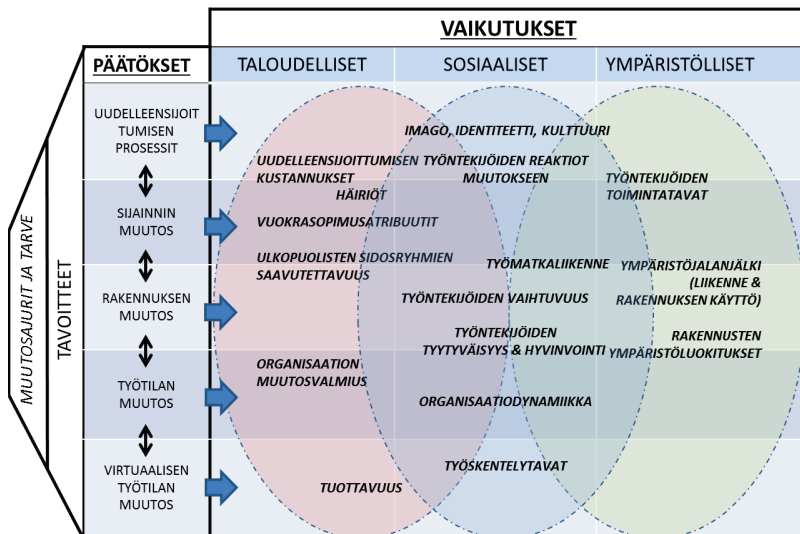 VAIKUTUKSET
PÄÄTÖKSET
TALOUDELLISET
SOSIAALISET
YMPÄRISTÖLLISET
MUUTOSAJURIT JA TARVE
TAVOITTEET
UUDELLEENSIJOIT
TUMISEN
PROSESSIT
SIJAINNIN
MUUTOS
RAKENNUKSEN
MUUTOS
TYÖTILAN
MUUTOS
VIRTUAALISEN
TYÖTILAN
MUUTOS
IMAGO, IDENTITEETTI, KULTTUURI
UUDELLEENSIJOITTUMISEN
KUSTANNUKSET
HÄIRIÖT
TYÖNTEKIJÖIDEN REAKTIOT
MUUTOKSEEN
TYÖNTEKIJÖIDEN
TOIMINTATAVAT
VUOKRASOPIMUSATRIBUUTIT
ULKOPUOLISTEN SIDOSRYHMIEN
SAAVUTETTAVUUS
TYÖMATKALIIKENNE
YMPÄRISTÖJALANJÄLKI
(LIIKENNE &
RAKENNUKSEN KÄYTTÖ)
TYÖNTEKIJÖIDEN VAIHTUVUUS
TYÖNTEKIJÖIDEN
TYYTYVÄISYYS & HYVINVOINTI
RAKENNUSTEN
YMPÄRISTÖLUOKITUKSET
ORGANISAATION
MUUTOSVALMIUS
ORGANISAATIODYNAMIIKKA
TYÖSKENTELYTAVAT
TUOTTAVUUS